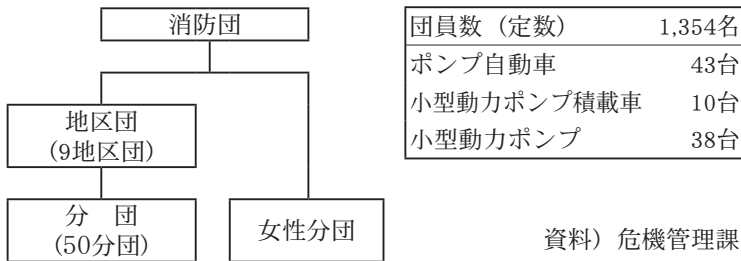 消防団
地区団
(9地区団)
分　団
(50分団)
女性分団
団員数（定数） 1,354名
ポンプ自動車 43台
小型動力ポンプ積載車 10台
小型動力ポンプ 38台
資料）危機管理課